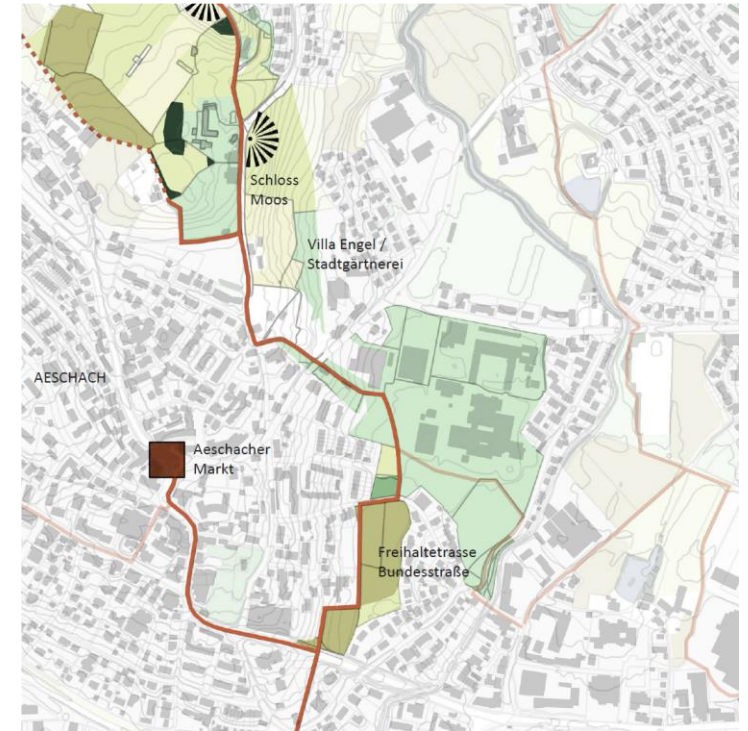 Schloss
Moos
Villa Engel /
Stadtgärtnerei
AESCHACH
Aeschacher
Markt
Freihaltetrasse
Bundesstraße